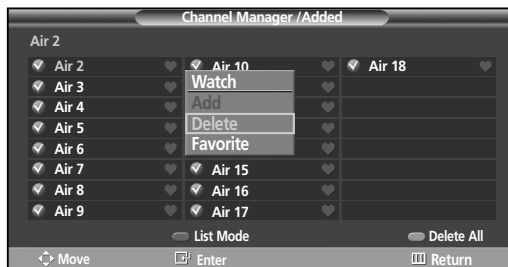 Channel Manager /Added
Air 2
Air 2 Air 10 Air 18
Air 3
Air 4
Air 5
Air 6
Air 7 Air 15
Air 8 Air 16
Air 9 Air 17
Watch
Add
Delete
Favorite
List Mode Delete All
Move Enter Return